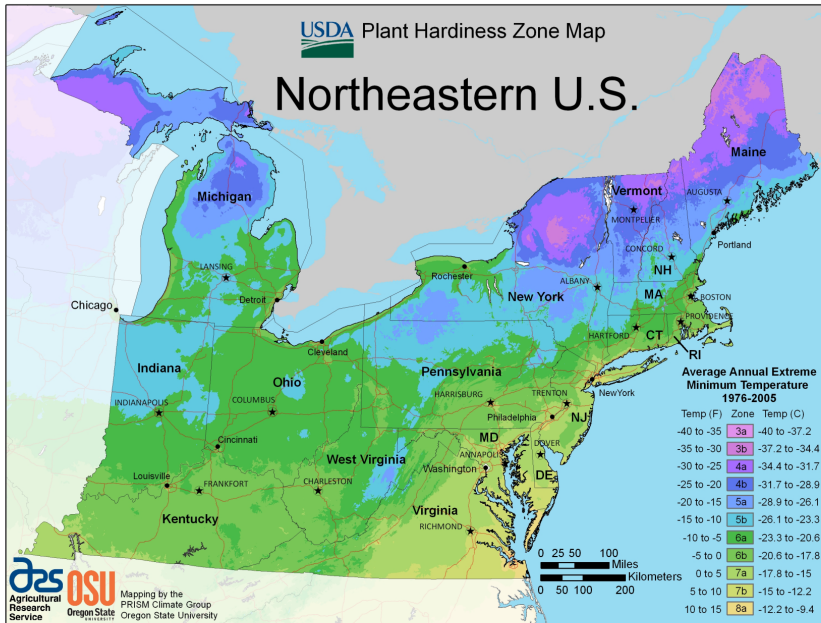 USDA Plant Hardiness Zone Map
Northeastern U.S.
Maine
Vermont
AUGUSTA
Michigan
MONTPELIER
Portland
CONCORD
NH
Rochester
LANSING
ALBANY
MA
New York
BOSTON
Detroit
Chicago
PROVIDENCE
HARTFORD
CT
Cleveland
RI
Indiana
Pennsylvania
Ohio
NewYork
HARRISBURG
TRENTON
INDIANAPOLIS
COLUMBUS
Philadelphia
NJ
MD
Cincinnati
DOVER
ANNAPOLIS
West Virginia
Washington
DE
Louisville
FRANKFORT
CHARLESTON
Kentucky
Virginia
RICHMOND
Average Annual Extreme
Minimum Temperature
1976-2005
Temp (F) Zone Temp (C)
-40 to -35 3a -40 to -37.2
-35 to -30 3b -37.2 to -34.4
-30 to -25 4a -34.4 to -31.7
-25 to -20 4b -31.7 to -28.9
-20 to -15 5a -28.9 to -26.1
-15 to -10 5b -26.1 to -23.3
-10 to -5 6a -23.3 to -20.6
-5 to 0 6b -20.6 to -17.8
0 to 5 7a -17.8 to -15
5 to 10 7b -15 to -12.2
10 to 15 8a -12.2 to -9.4
0 25 50 100
Miles
Kilometers
0 50 100 200
ars
Agricultural
Research
Service
OSU
Oregon State
UNIVERSITY
Mapping by the
PRISM Climate Group
Oregon State University